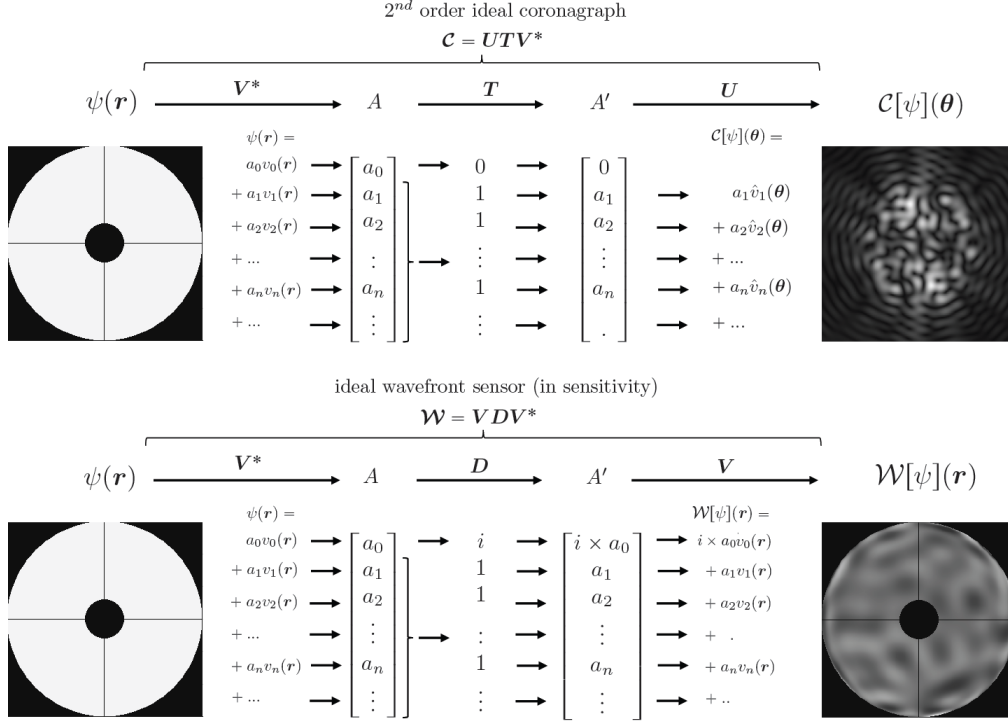 2nd order ideal coronagraph
𝓒 = UTV*
ψ(r) V* A T A′ U 𝓒[ψ](θ)
ψ(r) = 𝓒[ψ](θ) =
a₀v₀(r) a₀ 0 0
+ a₁v₁(r) a₁ 1 a₁ a₁v̂₁(θ)
+ a₂v₂(r) a₂ 1 a₂ + a₂v̂₂(θ)
+ ... ⋮ ⋮ ⋮ + ...
+ aₙvₙ(r) aₙ 1 aₙ + aₙv̂ₙ(θ)
+ ... ⋮ ⋮ . + ...
ideal wavefront sensor (in sensitivity)
𝓦 = VDV*
ψ(r) V* A D A′ V 𝓦[ψ](r)
ψ(r) = 𝓦[ψ](r) =
a₀v₀(r) a₀ i i × a₀ i × a₀v₀(r)
+ a₁v₁(r) a₁ 1 a₁ + a₁v₁(r)
+ a₂v₂(r) a₂ 1 a₂ + a₂v₂(r)
+ ... ⋮ : ⋮ + .
+ aₙvₙ(r) aₙ 1 aₙ + aₙvₙ(r)
+ ... ⋮ ⋮ ⋮ + ..